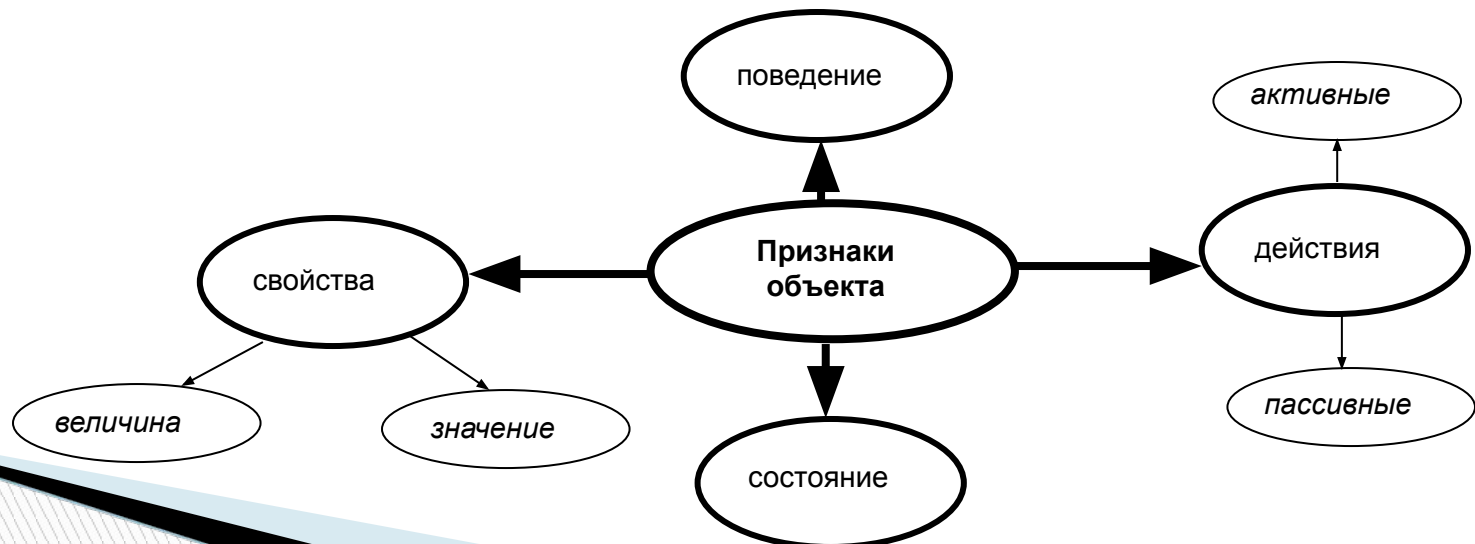 поведение
активные
Признаки
объекта
действия
свойства
величина
значение
пассивные
состояние